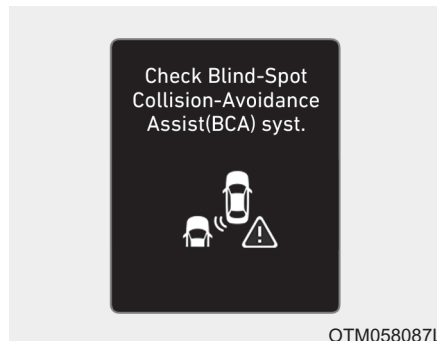 Check Blind-Spot
Collision-Avoidance
Assist(BCA) syst.
OTM058087L